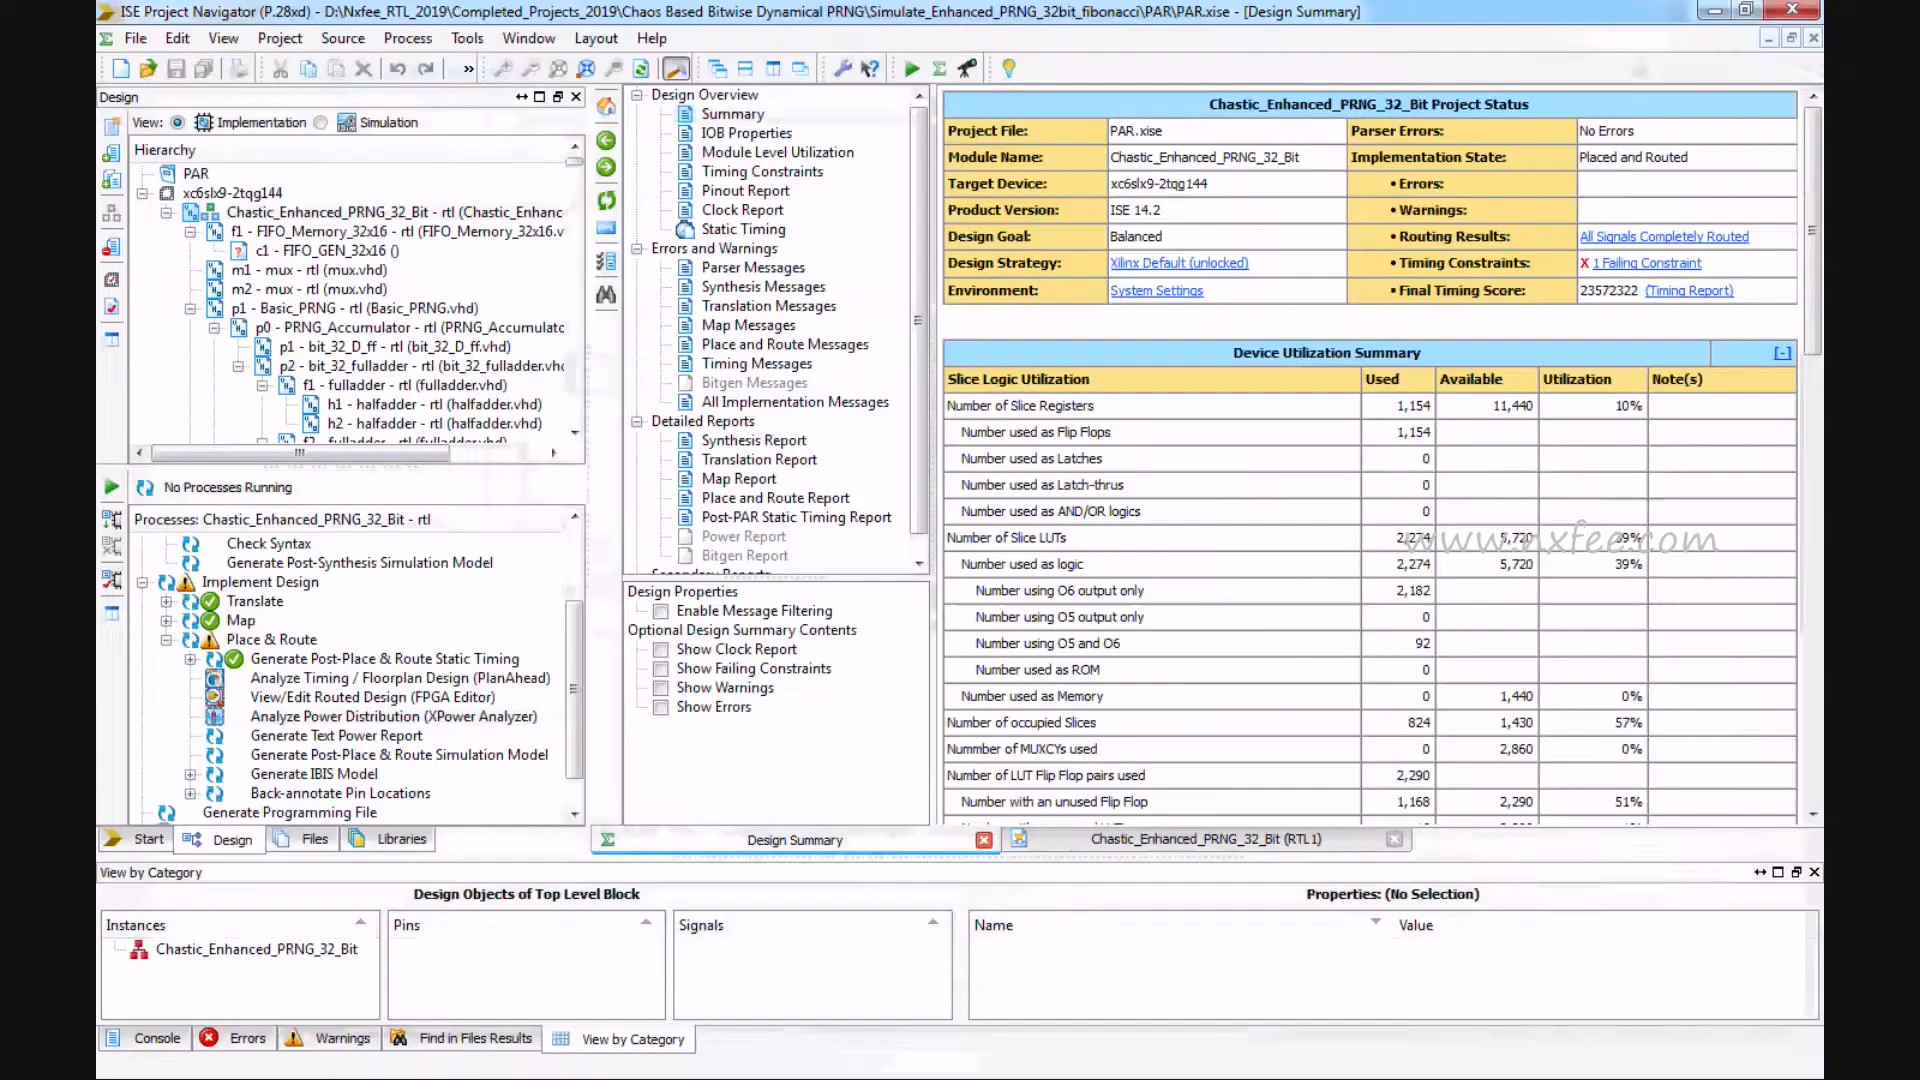 ISE Project Navigator (P.28xd) - D:\Nxfee_RTL_2019\Completed_Projects_2019\Chaos Based Bitwise Dynamical PRNG\Simulate_Enhanced_PRNG_32bit_fibonacci\PAR\PAR.xise - [Design Summary]
File Edit View Project Source Process Tools Window Layout Help
Design
View: Implementation Simulation
Hierarchy
PAR
xc6slx9-2tqg144
Chastic_Enhanced_PRNG_32_Bit - rtl (Chastic_Enhanc
f1 - FIFO_Memory_32x16 - rtl (FIFO_Memory_32x16.v
c1 - FIFO_GEN_32x16 ()
m1 - mux - rtl (mux.vhd)
m2 - mux - rtl (mux.vhd)
p1 - Basic_PRNG - rtl (Basic_PRNG.vhd)
p0 - PRNG_Accumulator - rtl (PRNG_Accumulatc
p1 - bit_32_D_ff - rtl (bit_32_D_ff.vhd)
p2 - bit_32_fulladder - rtl (bit_32_fulladder.vhc
f1 - fulladder - rtl (fulladder.vhd)
h1 - halfadder - rtl (halfadder.vhd)
h2 - halfadder - rtl (halfadder.vhd)
f2 - fulladder - rtl (fulladder.vhd)
No Processes Running
Processes: Chastic_Enhanced_PRNG_32_Bit - rtl
Check Syntax
Generate Post-Synthesis Simulation Model
Implement Design
Translate
Map
Place & Route
Generate Post-Place & Route Static Timing
Analyze Timing / Floorplan Design (PlanAhead)
View/Edit Routed Design (FPGA Editor)
Analyze Power Distribution (XPower Analyzer)
Generate Text Power Report
Generate Post-Place & Route Simulation Model
Generate IBIS Model
Back-annotate Pin Locations
Generate Programming File
Start Design Files Libraries
Design Overview
Summary
IOB Properties
Module Level Utilization
Timing Constraints
Pinout Report
Clock Report
Static Timing
Errors and Warnings
Parser Messages
Synthesis Messages
Translation Messages
Map Messages
Place and Route Messages
Timing Messages
Bitgen Messages
All Implementation Messages
Detailed Reports
Synthesis Report
Translation Report
Map Report
Place and Route Report
Post-PAR Static Timing Report
Power Report
Bitgen Report
Secondary Reports
Design Properties
Enable Message Filtering
Optional Design Summary Contents
Show Clock Report
Show Failing Constraints
Show Warnings
Show Errors
Chastic_Enhanced_PRNG_32_Bit Project Status
Project File: PAR.xise Parser Errors: No Errors
Module Name: Chastic_Enhanced_PRNG_32_Bit Implementation State: Placed and Routed
Target Device: xc6slx9-2tqg144 • Errors:
Product Version: ISE 14.2 • Warnings:
Design Goal: Balanced • Routing Results: All Signals Completely Routed
Design Strategy: Xilinx Default (unlocked) • Timing Constraints: X 1 Failing Constraint
Environment: System Settings • Final Timing Score: 23572322 (Timing Report)
Device Utilization Summary [-]
Slice Logic Utilization Used Available Utilization Note(s)
Number of Slice Registers 1,154 11,440 10%
Number used as Flip Flops 1,154
Number used as Latches 0
Number used as Latch-thrus 0
Number used as AND/OR logics 0
Number of Slice LUTs 2,274 5,720 39%
www.nxfee.com
Number used as logic 2,274 5,720 39%
Number using O6 output only 2,182
Number using O5 output only 0
Number using O5 and O6 92
Number used as ROM 0
Number used as Memory 0 1,440 0%
Number of occupied Slices 824 1,430 57%
Nummber of MUXCYs used 0 2,860 0%
Number of LUT Flip Flop pairs used 2,290
Number with an unused Flip Flop 1,168 2,290 51%
Design Summary Chastic_Enhanced_PRNG_32_Bit (RTL1)
View by Category
Design Objects of Top Level Block Properties: (No Selection)
Instances Pins Signals Name Value
Chastic_Enhanced_PRNG_32_Bit
Console Errors Warnings Find in Files Results View by Category